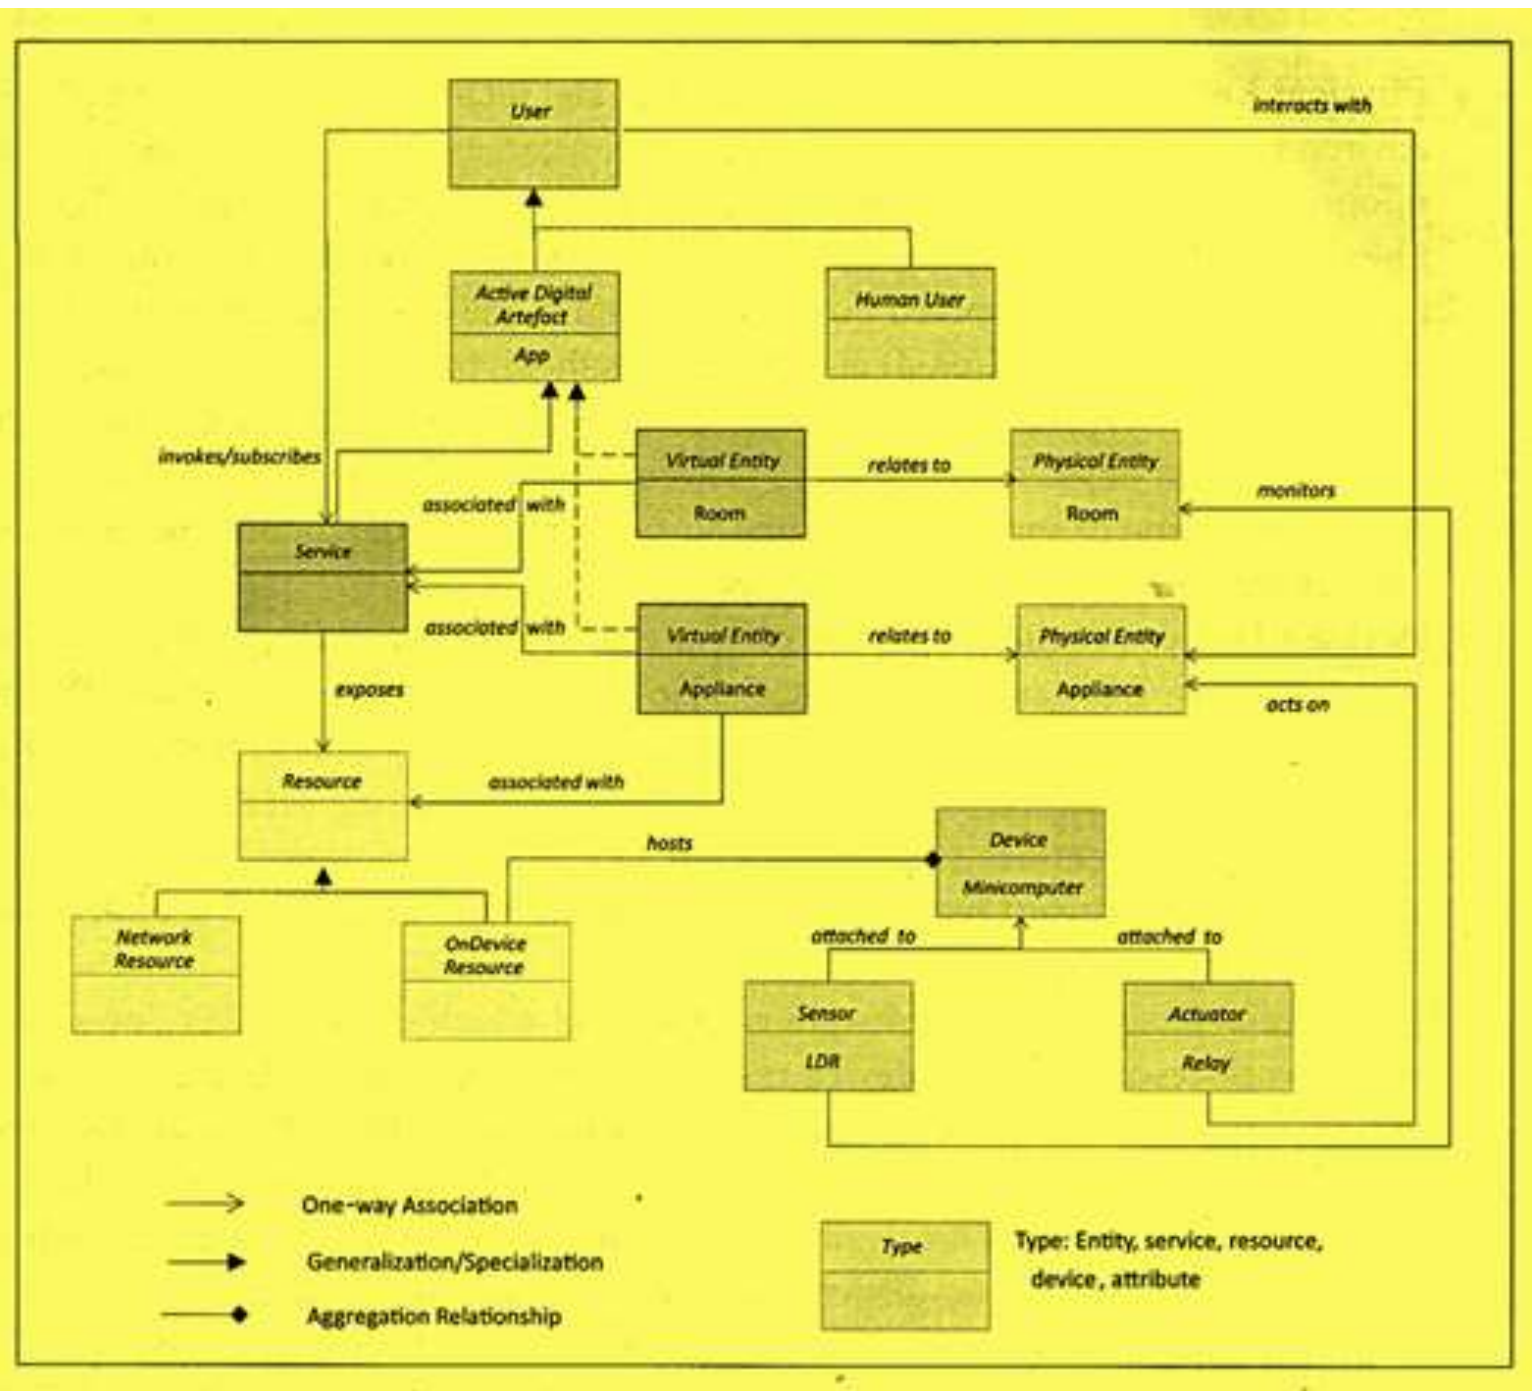 User
interacts with
Active Digital
Artefact
App
Human User
invokes/subscribes
Virtual Entity
Room
relates to
Physical Entity
Room
monitors
associated with
Service
associated with
Virtual Entity
Appliance
relates to
Physical Entity
Appliance
acts on
exposes
Resource
associated with
hosts
Device
Minicomputer
attached to
attached to
Network
Resource
OnDevice
Resource
Sensor
LDR
Actuator
Relay
One-way Association
Generalization/Specialization
Aggregation Relationship
Type
Type: Entity, service, resource,
device, attribute